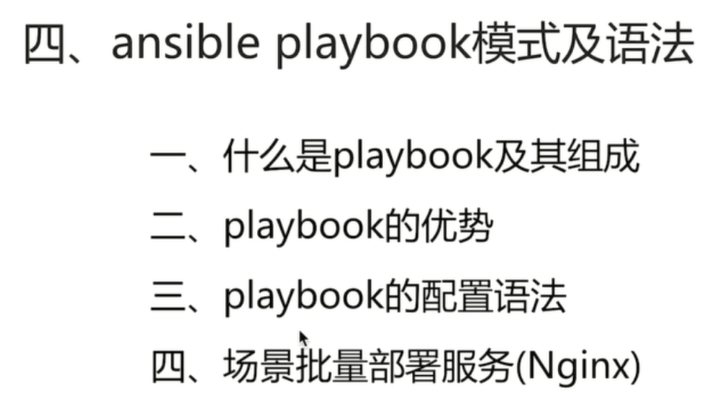 四、ansible playbook模式及语法
一、什么是playbook及其组成
二、playbook的优势
三、playbook的配置语法
四、场景批量部署服务(Nginx)